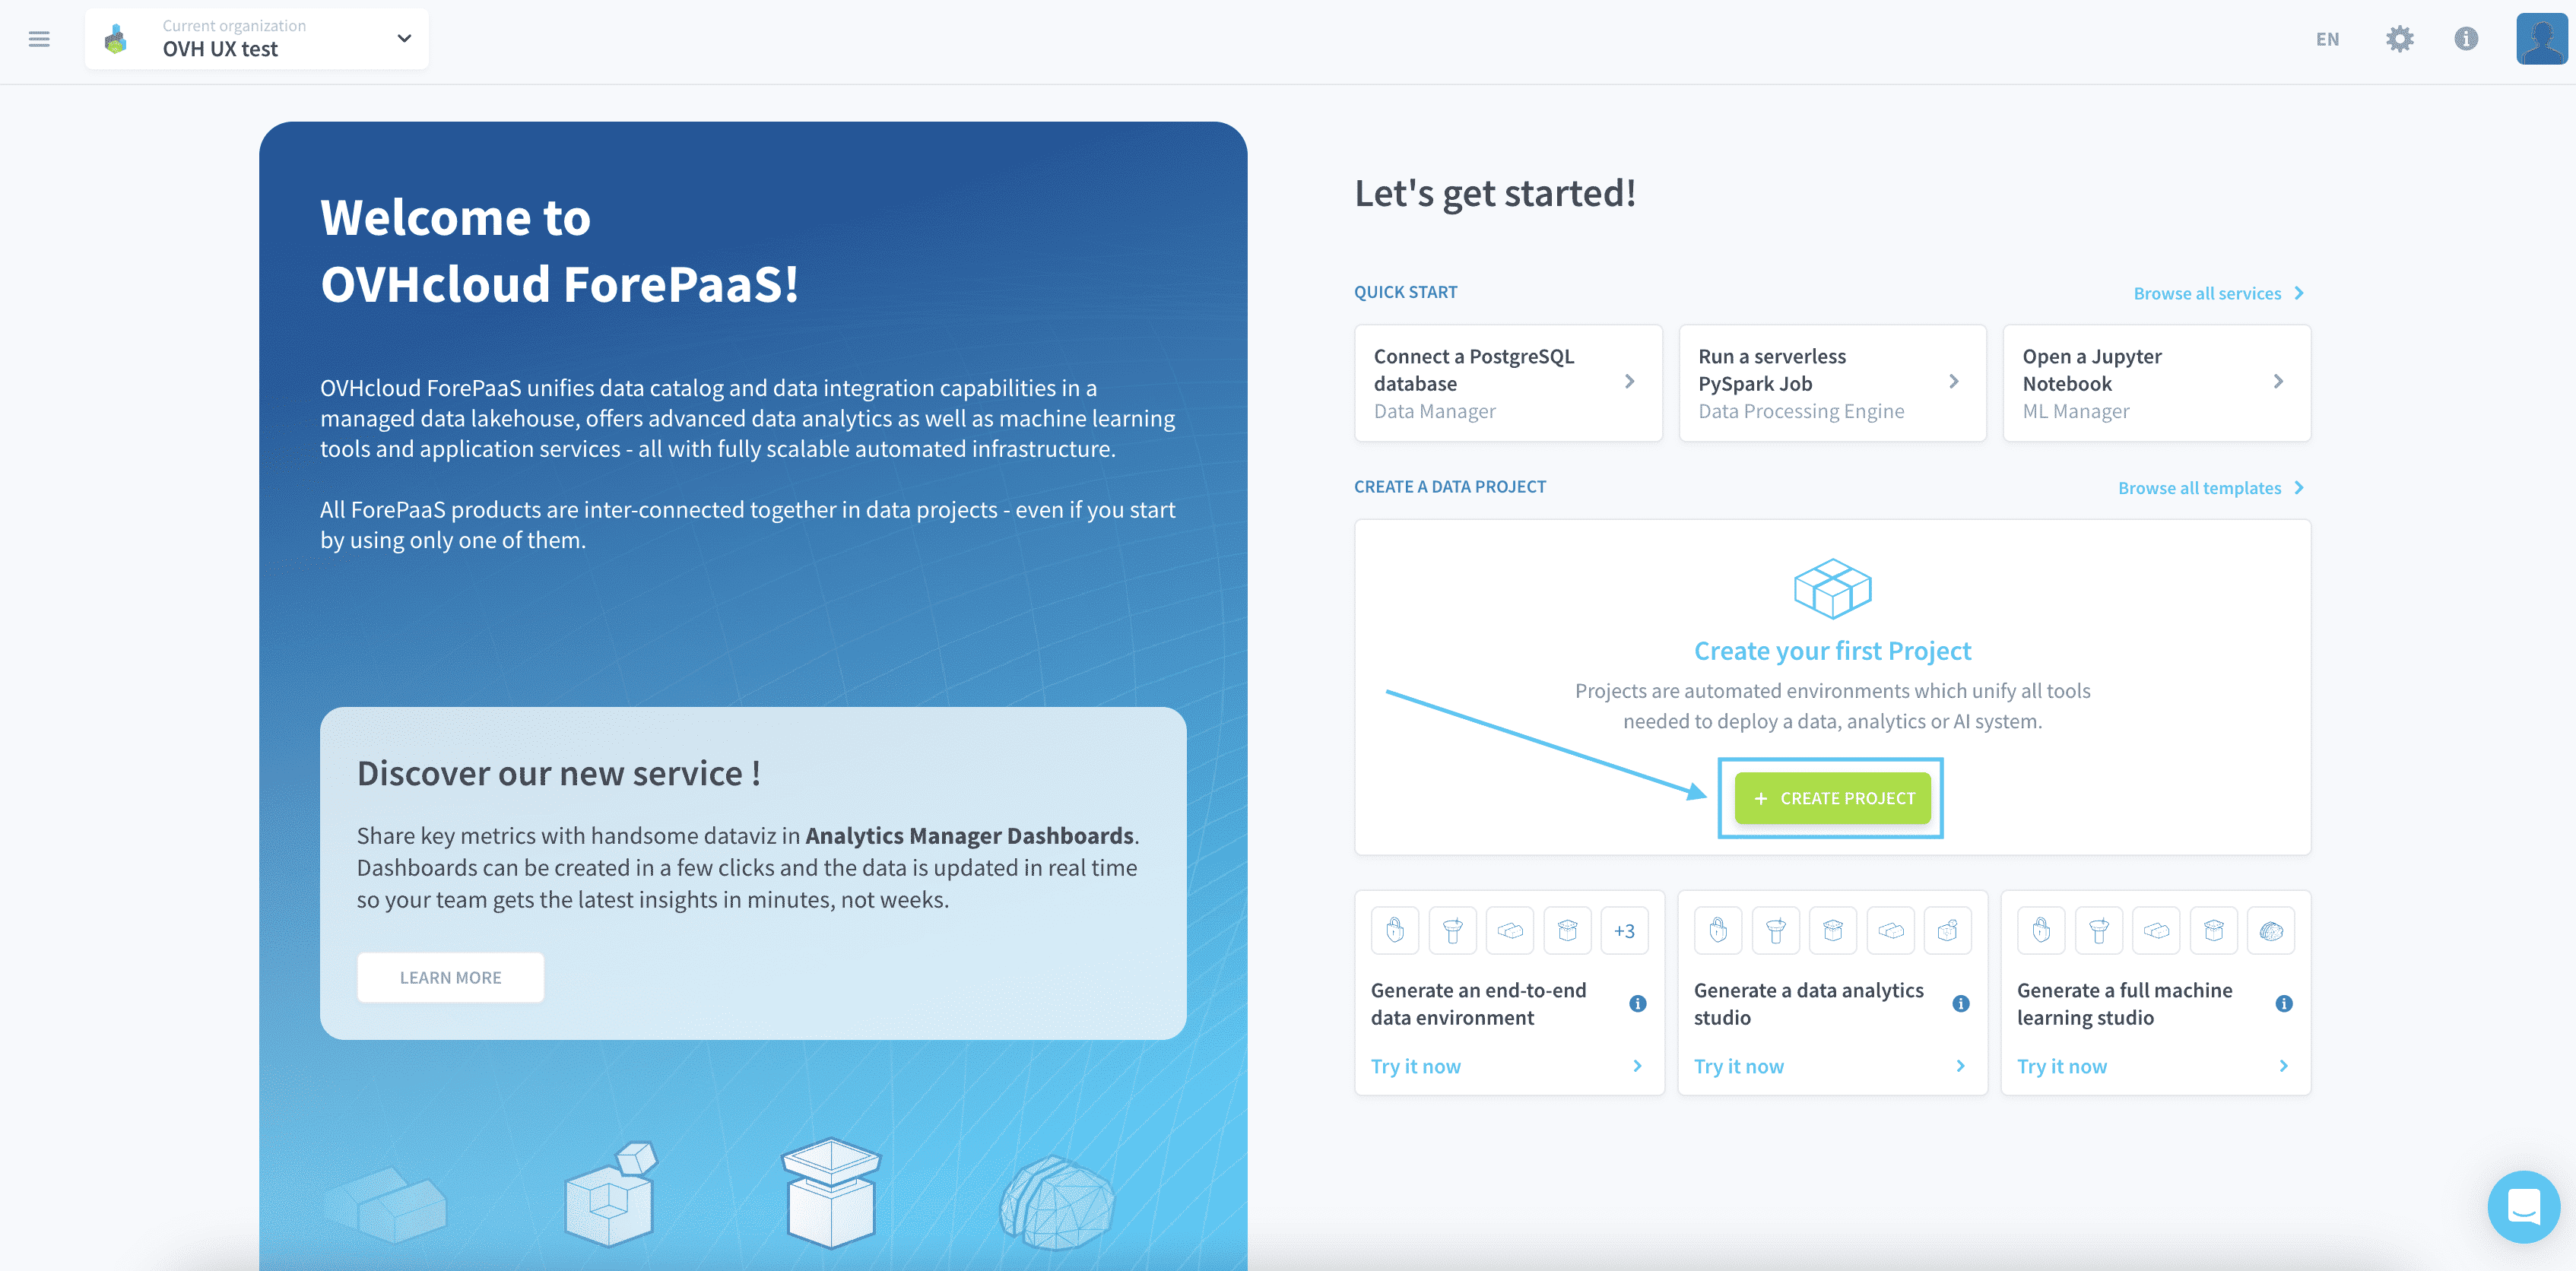 Current organization
OVH UX test
EN
Welcome to
OVHcloud ForePaaS!
OVHcloud ForePaaS unifies data catalog and data integration capabilities in a
managed data lakehouse, offers advanced data analytics as well as machine learning
tools and application services - all with fully scalable automated infrastructure.
All ForePaaS products are inter-connected together in data projects - even if you start
by using only one of them.
Discover our new service !
Share key metrics with handsome dataviz in Analytics Manager Dashboards.
Dashboards can be created in a few clicks and the data is updated in real time
so your team gets the latest insights in minutes, not weeks.
LEARN MORE
Let's get started!
QUICK START
Browse all services
Connect a PostgreSQL
database
Data Manager
Run a serverless
PySpark Job
Data Processing Engine
Open a Jupyter
Notebook
ML Manager
CREATE A DATA PROJECT
Browse all templates
Create your first Project
Projects are automated environments which unify all tools
needed to deploy a data, analytics or AI system.
+ CREATE PROJECT
+3
Generate an end-to-end
data environment
Try it now
Generate a data analytics
studio
Try it now
Generate a full machine
learning studio
Try it now